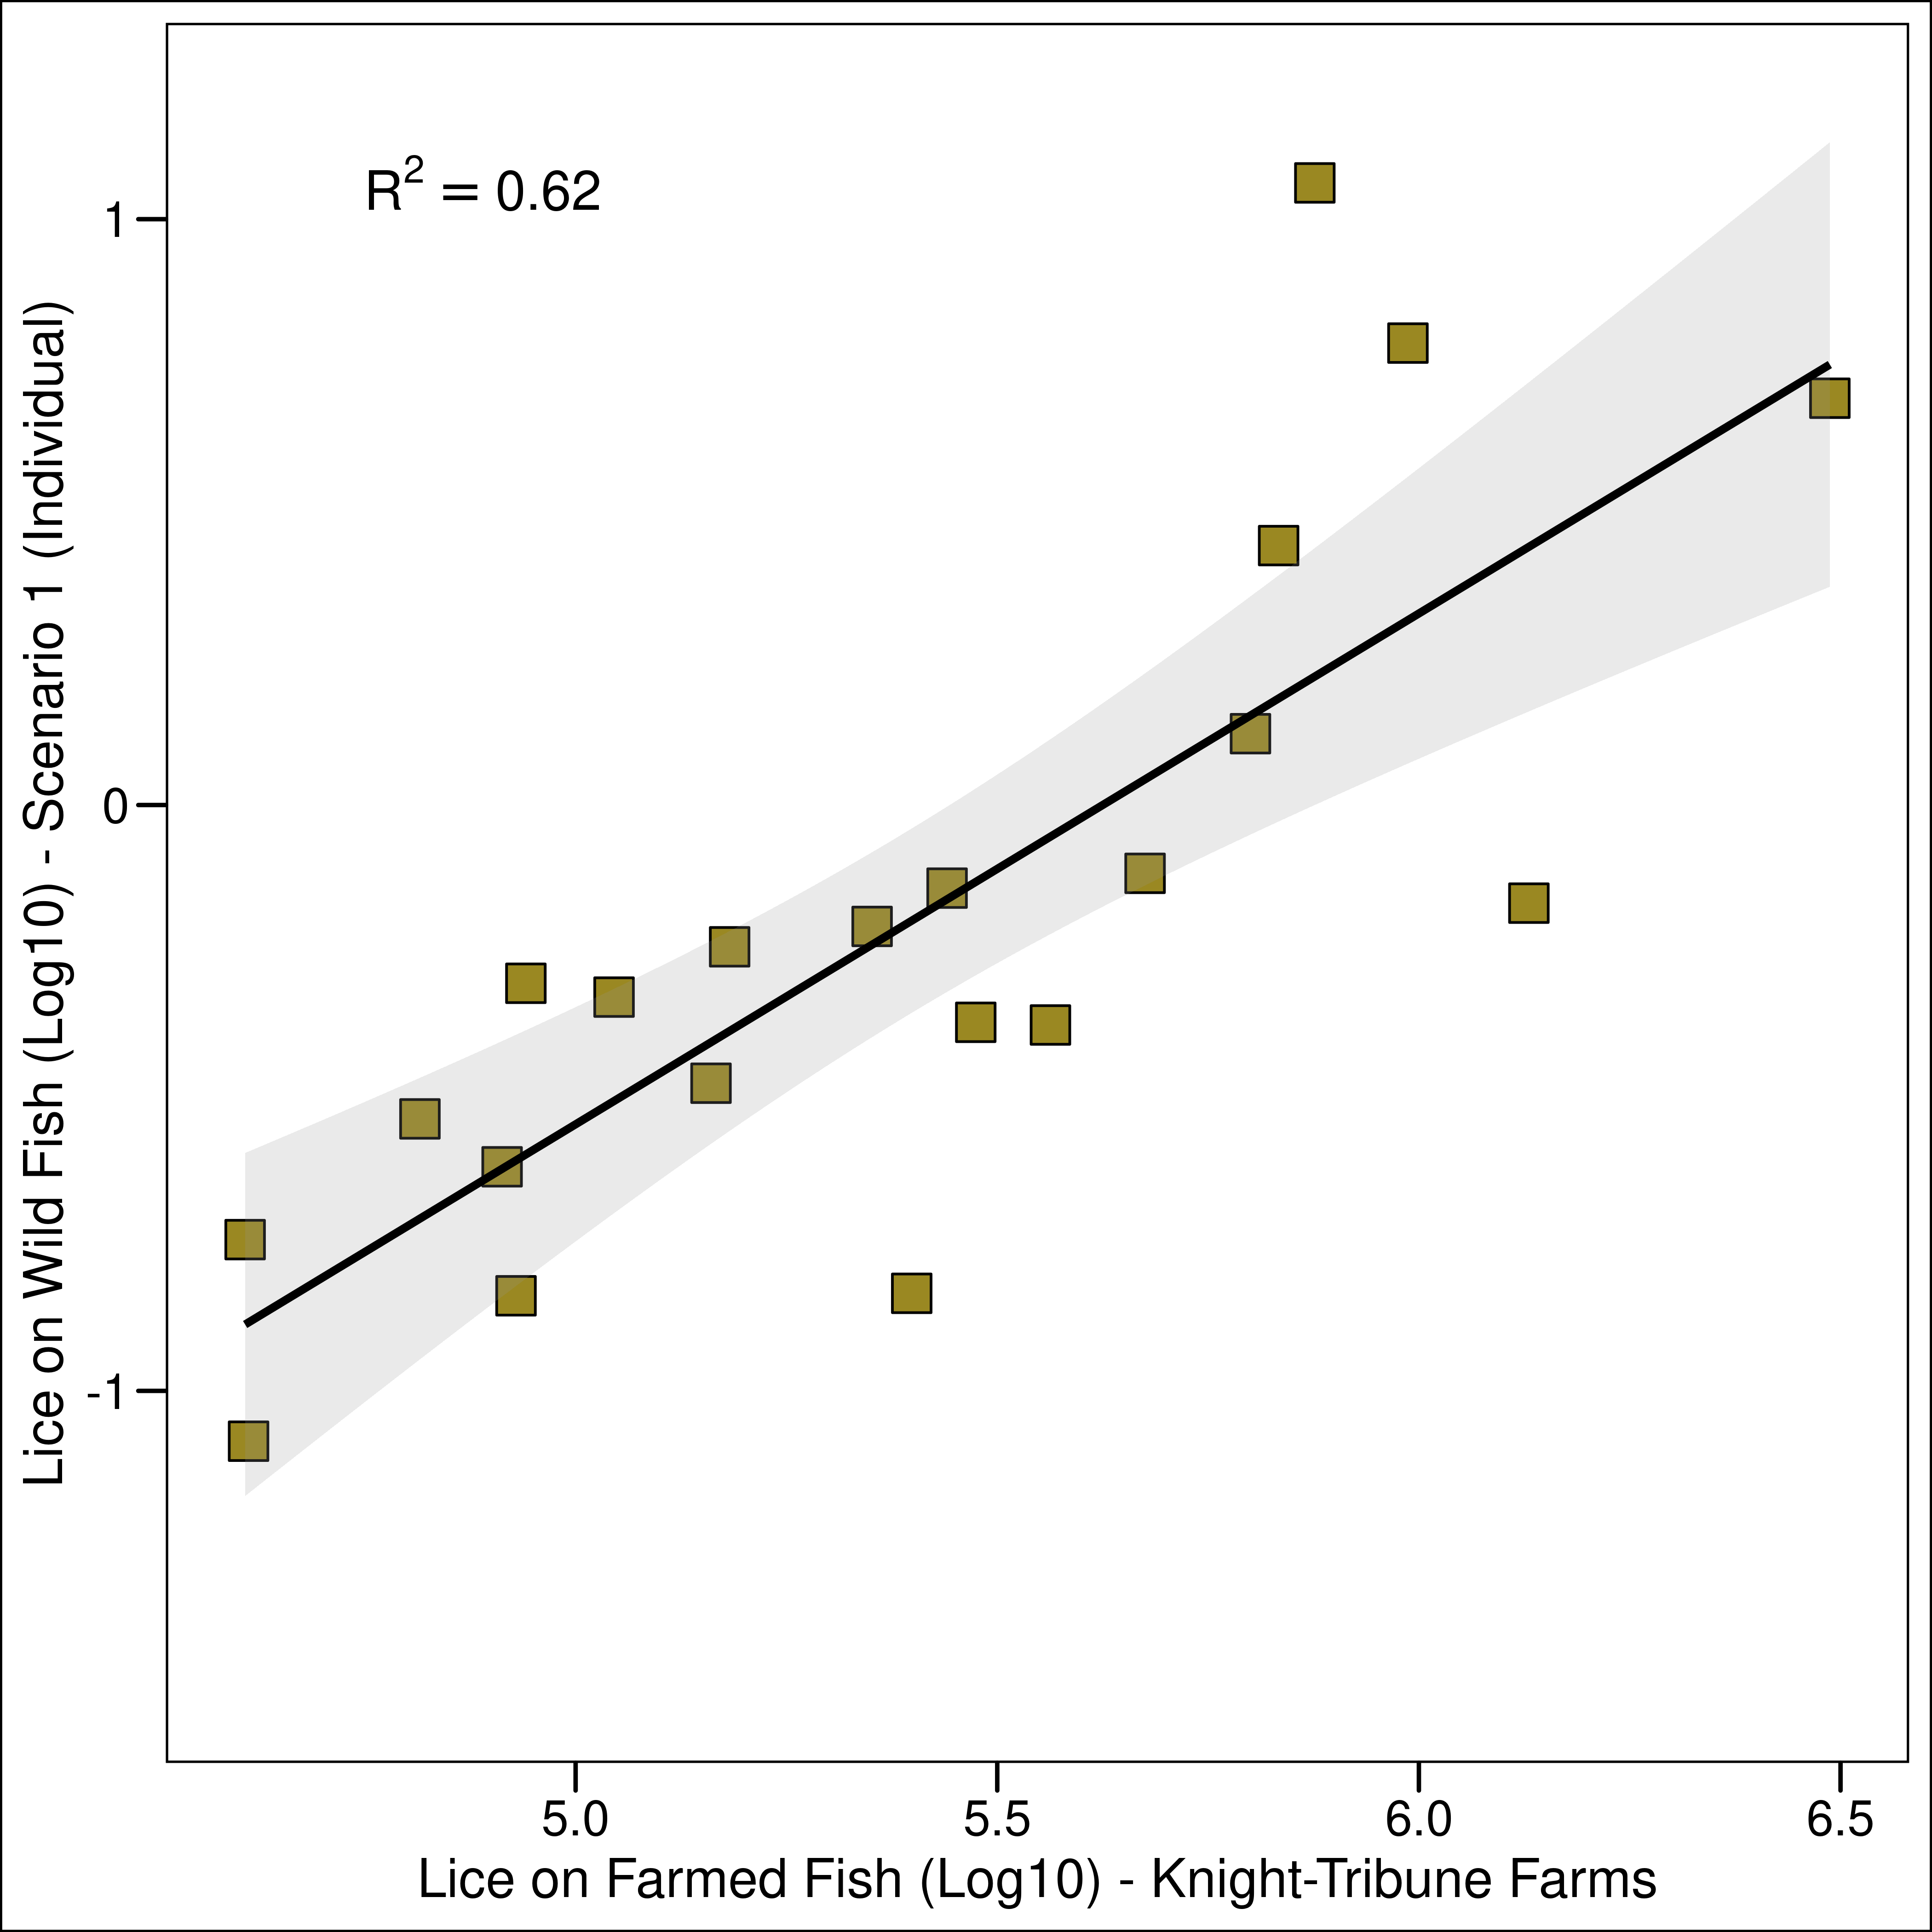 R² = 0.62
Lice on Wild Fish (Log10) - Scenario 1 (Individual)
1
0
-1
5.0 5.5 6.0 6.5
Lice on Farmed Fish (Log10) - Knight-Tribune Farms